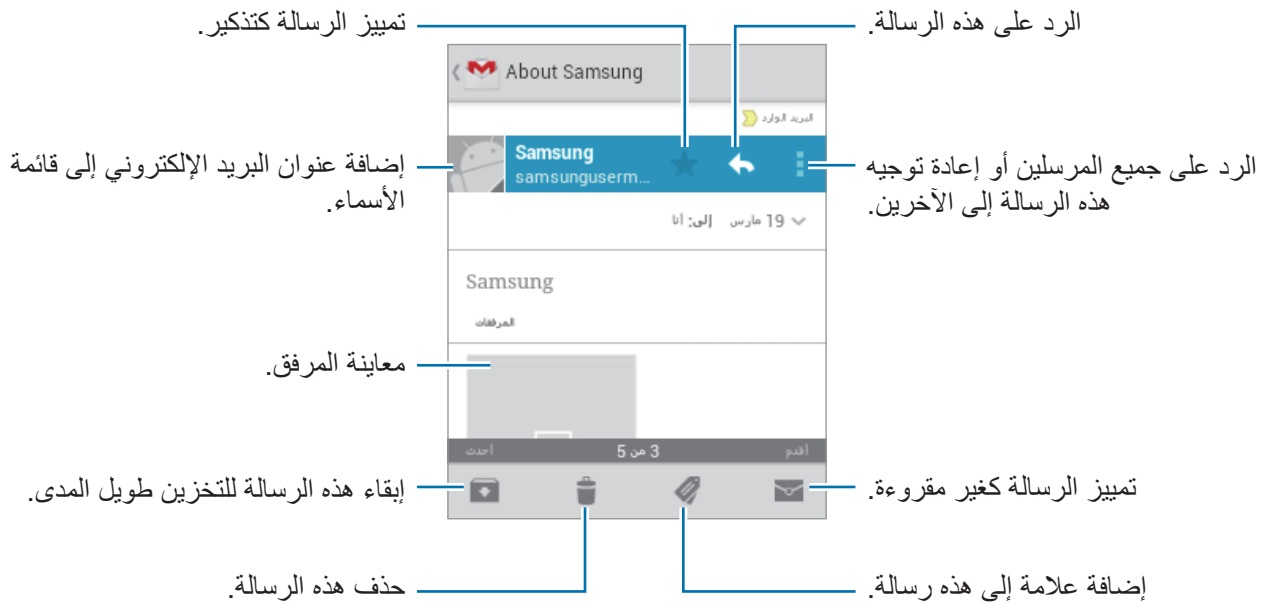 تمييز الرسالة كتذكير.
الرد على هذه الرسالة.
About Samsung
البريد الوارد
Samsung
samsunguserm...
إضافة عنوان البريد الإلكتروني إلى قائمة
الأسماء.
الرد على جميع المرسلين أو إعادة توجيه
هذه الرسالة إلى الآخرين.
19 مارس إلى: أنا
Samsung
المرفقات
معاينة المرفق.
أحدث 3 من 5 أقدم
إبقاء هذه الرسالة للتخزين طويل المدى.
تمييز الرسالة كغير مقروءة.
حذف هذه الرسالة.
إضافة علامة إلى هذه رسالة.